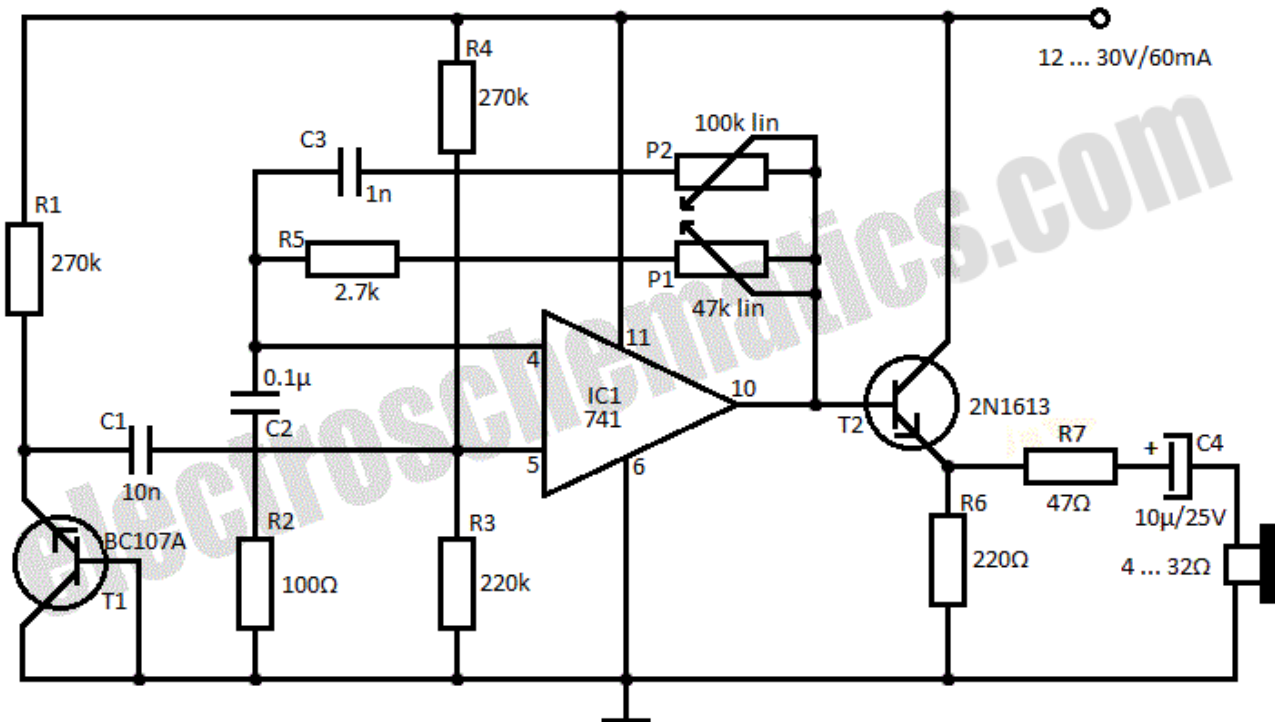 R4
270k
12 ... 30V/60mA
100k lin
C3
P2
1n
R1
270k
R5
2.7k
P1
47k lin
11
4
0.1µ
IC1
741
10
C2
T2
2N1613
C1
10n
5
6
R7
47Ω
+
C4
10µ/25V
BC107A
T1
R2
100Ω
R3
220k
R6
220Ω
4 ... 32Ω
electroschematics.com